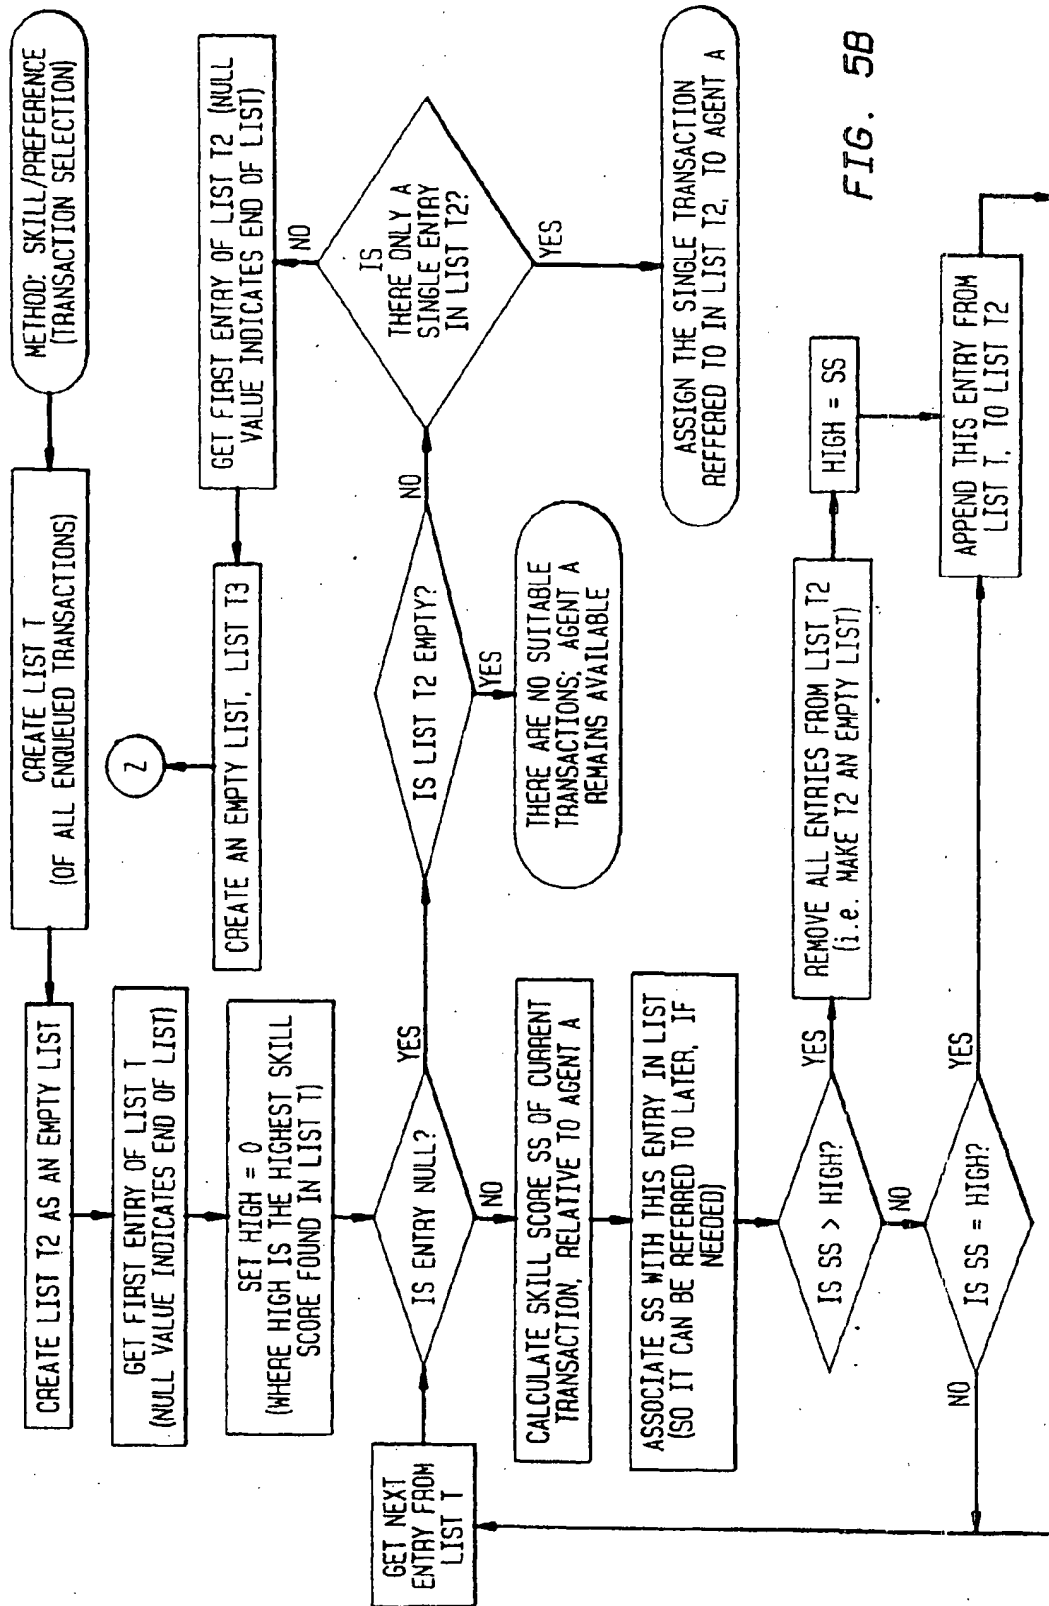 METHOD: SKILL/PREFERENCE
(TRANSACTION SELECTION)
CREATE LIST T
(OF ALL ENQUEUED TRANSACTIONS)
CREATE LIST T2 AS AN EMPTY LIST
GET FIRST ENTRY OF LIST T
(NULL VALUE INDICATES END OF LIST)
SET HIGH = 0
(WHERE HIGH IS THE HIGHEST SKILL
SCORE FOUND IN LIST T)
GET NEXT
ENTRY FROM
LIST T
IS ENTRY NULL?
YES
NO
IS LIST T2 EMPTY?
NO
YES
THERE ARE NO SUITABLE
TRANSACTIONS; AGENT A
REMAINS AVAILABLE
IS
THERE ONLY A
SINGLE ENTRY
IN LIST T2?
NO
YES
GET FIRST ENTRY OF LIST T2 (NULL
VALUE INDICATES END OF LIST)
CREATE AN EMPTY LIST, LIST T3
2
ASSIGN THE SINGLE TRANSACTION
REFFERED TO IN LIST T2, TO AGENT A
CALCULATE SKILL SCORE SS OF CURRENT
TRANSACTION, RELATIVE TO AGENT A
ASSOCIATE SS WITH THIS ENTRY IN LIST
(SO IT CAN BE REFERRED TO LATER, IF
NEEDED)
IS SS > HIGH?
YES
NO
REMOVE ALL ENTRIES FROM LIST T2
(i.e. MAKE T2 AN EMPTY LIST)
HIGH = SS
IS SS = HIGH?
YES
NO
APPEND THIS ENTRY FROM
LIST T, TO LIST T2
FIG. 5B